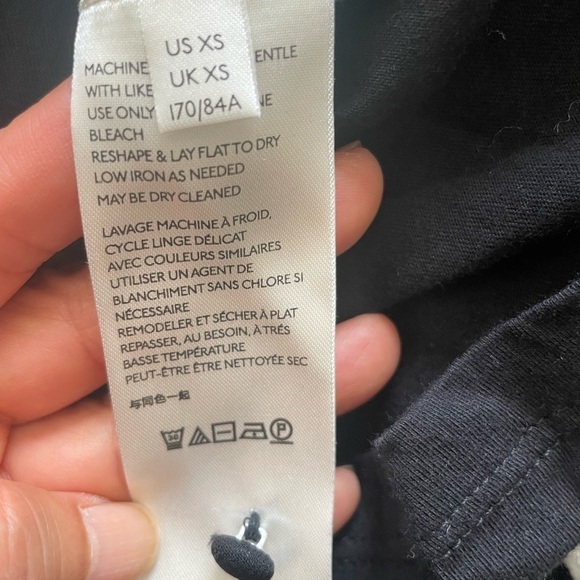 US XS
UK XS
170/84A
MACHINE ENTLE
WITH LIKE
USE ONLY NE
BLEACH
RESHAPE & LAY FLAT TO DRY
LOW IRON AS NEEDED
MAY BE DRY CLEANED
LAVAGE MACHINE À FROID,
CYCLE LINGE DÉLICAT
AVEC COULEURS SIMILAIRES
UTILISER UN AGENT DE
BLANCHIMENT SANS CHLORE SI
NÉCESSAIRE
REMODELER ET SÉCHER À PLAT
REPASSER, AU BESOIN, À TRÉS
BASSE TEMPÉRATURE
PEUT-ÊTRE ÊTRE NETTOYÉE SEC
与同色一起
30 P